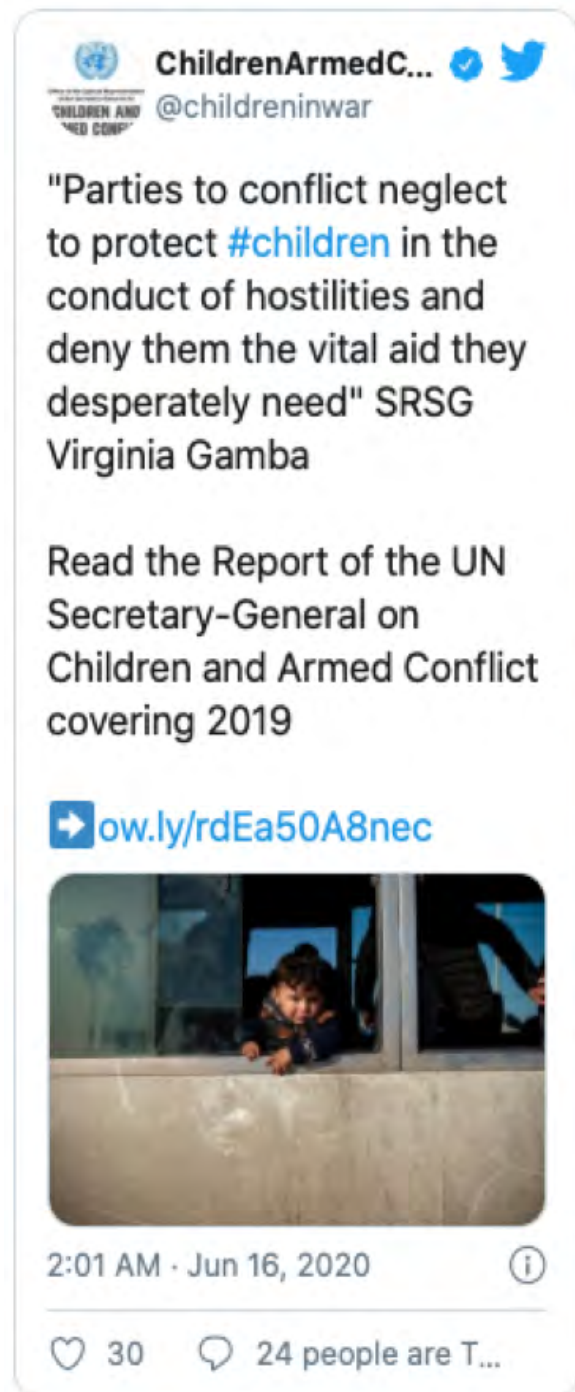 ChildrenArmedC...
@childreninwar
CHILDREN AND
"Parties to conflict neglect
to protect #children in the
conduct of hostilities and
deny them the vital aid they
desperately need" SRSG
Virginia Gamba
Read the Report of the UN
Secretary-General on
Children and Armed Conflict
covering 2019
ow.ly/rdEa50A8nec
2:01 AM · Jun 16, 2020
30 24 people are T...